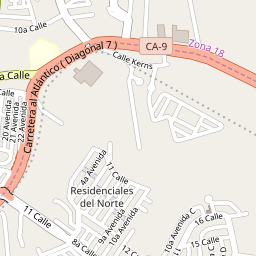 10a Calle
CA-9
Zona 18
Calle Kerns
Carretera al Atlántico ( Diagonal 7 )
a Calle
Calle
20 Avenida
21 Avenida
22 Avenida
4a Avenida
11 Calle
Residenciales
del Norte
11 Calle
8a Calle
9a Avenida
10a Avenida
10a Avenida C
16 Calle